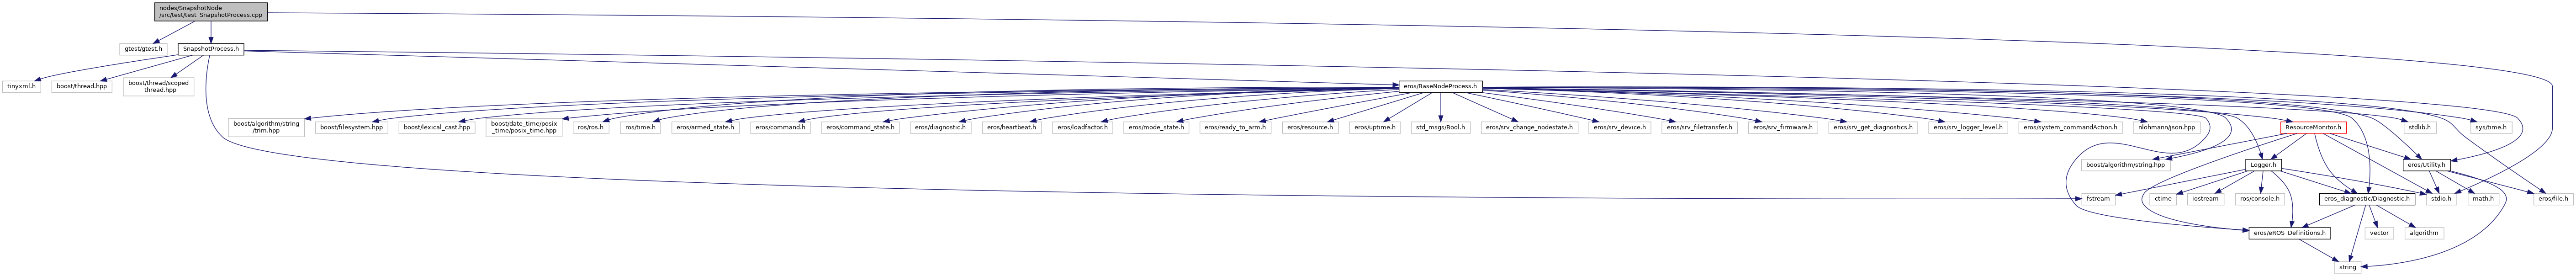 nodes/SnapshotNode
/src/test/test_SnapshotProcess.cpp
gtest/gtest.h
SnapshotProcess.h
tinyxml.h
boost/thread.hpp
boost/thread/scoped
_thread.hpp
eros/BaseNodeProcess.h
boost/algorithm/string
/trim.hpp
boost/filesystem.hpp
boost/lexical_cast.hpp
boost/date_time/posix
_time/posix_time.hpp
ros/ros.h
ros/time.h
eros/armed_state.h
eros/command.h
eros/command_state.h
eros/diagnostic.h
eros/heartbeat.h
eros/loadfactor.h
eros/mode_state.h
eros/ready_to_arm.h
eros/resource.h
eros/uptime.h
std_msgs/Bool.h
eros/srv_change_nodestate.h
eros/srv_device.h
eros/srv_filetransfer.h
eros/srv_firmware.h
eros/srv_get_diagnostics.h
eros/srv_logger_level.h
eros/system_commandAction.h
nlohmann/json.hpp
ResourceMonitor.h
stdlib.h
sys/time.h
boost/algorithm/string.hpp
Logger.h
eros/Utility.h
fstream
ctime
iostream
ros/console.h
eros_diagnostic/Diagnostic.h
stdio.h
math.h
eros/file.h
eros/eROS_Definitions.h
vector
algorithm
string